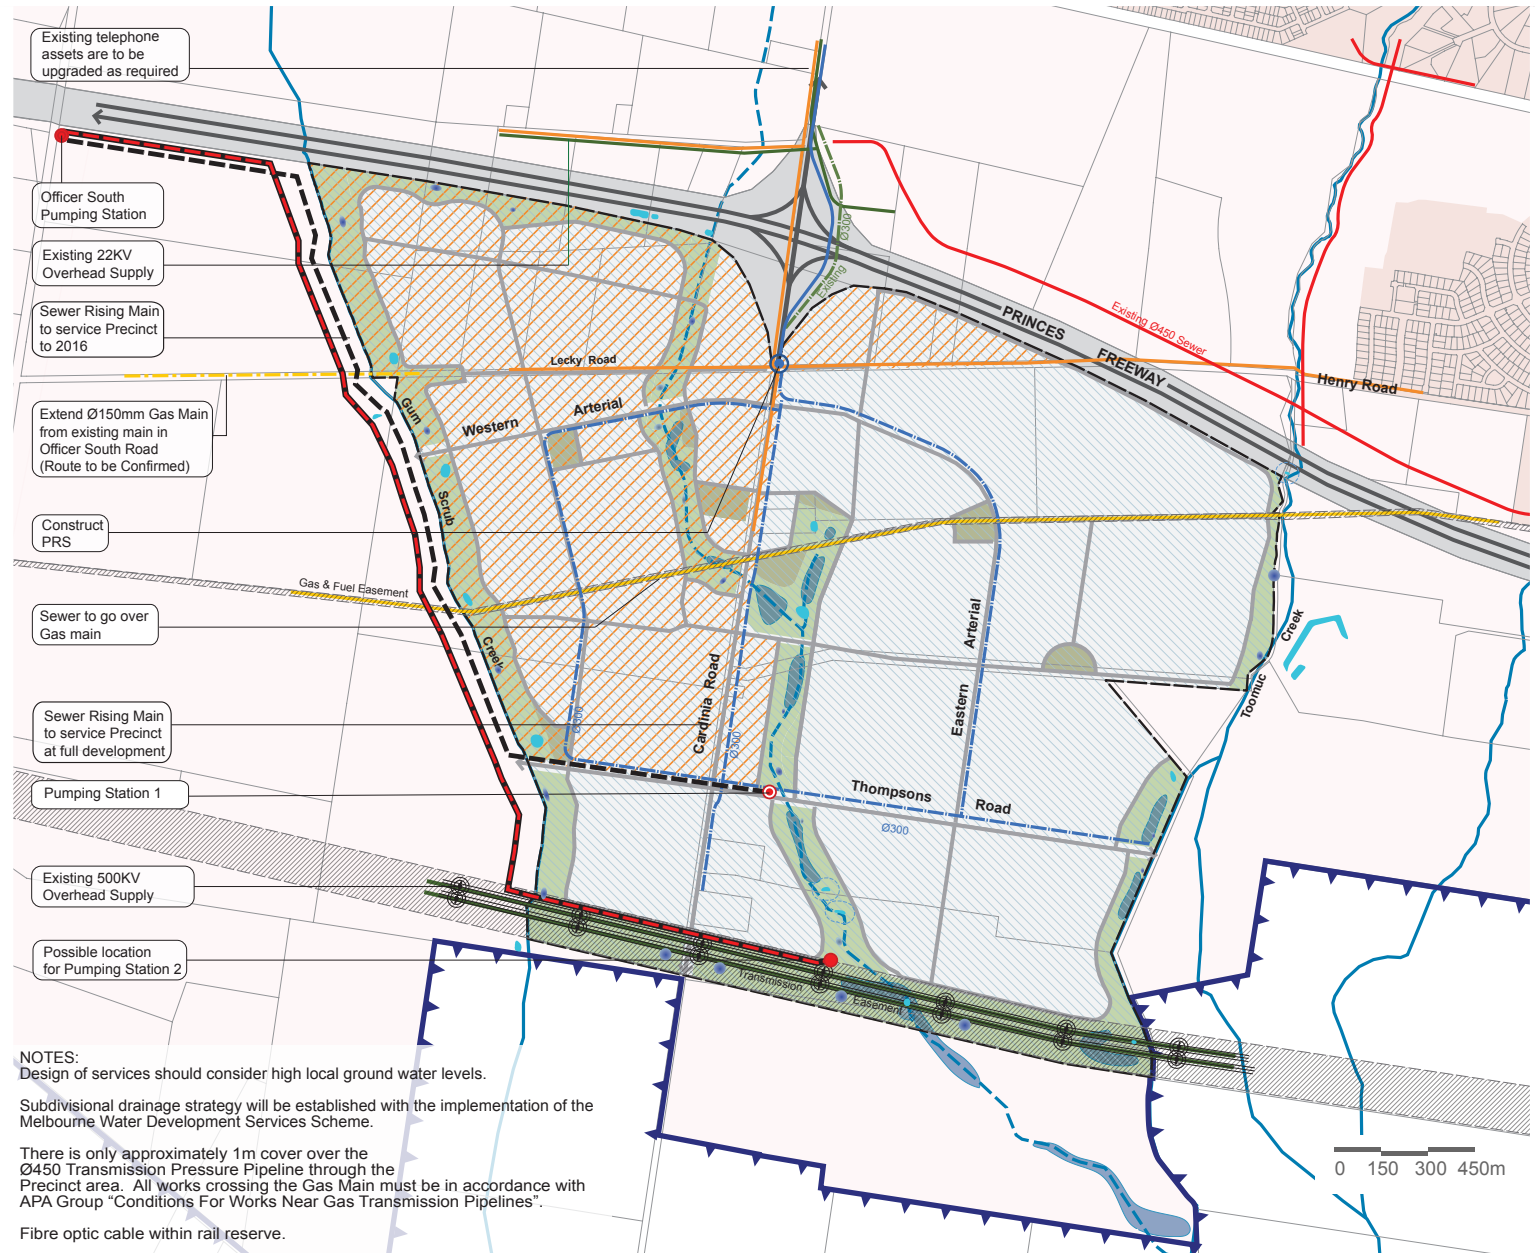 Existing telephone
assets are to be
upgraded as required
Officer South
Pumping Station
Existing 22KV
Overhead Supply
Sewer Rising Main
to service Precinct
to 2016
Extend Ø150mm Gas Main
from existing main in
Officer South Road
(Route to be Confirmed)
Construct
PRS
Sewer to go over
Gas main
Sewer Rising Main
to service Precinct
at full development
Pumping Station 1
Existing 500KV
Overhead Supply
Possible location
for Pumping Station 2
Existing Ø300
PRINCES FREEWAY
Existing Ø450 Sewer
Henry Road
Lecky Road
Western Arterial
Gum Scrub Creek
Gas & Fuel Easement
Cardinia Road
Ø300
Ø300
Eastern Arterial
Thompsons Road
Ø300
Toomuc Creek
Transmission Easement
NOTES:
Design of services should consider high local ground water levels.
Subdivisional drainage strategy will be established with the implementation of the
Melbourne Water Development Services Scheme.
There is only approximately 1m cover over the
Ø450 Transmission Pressure Pipeline through the
Precinct area. All works crossing the Gas Main must be in accordance with
APA Group “Conditions For Works Near Gas Transmission Pipelines”.
Fibre optic cable within rail reserve.
0 150 300 450m